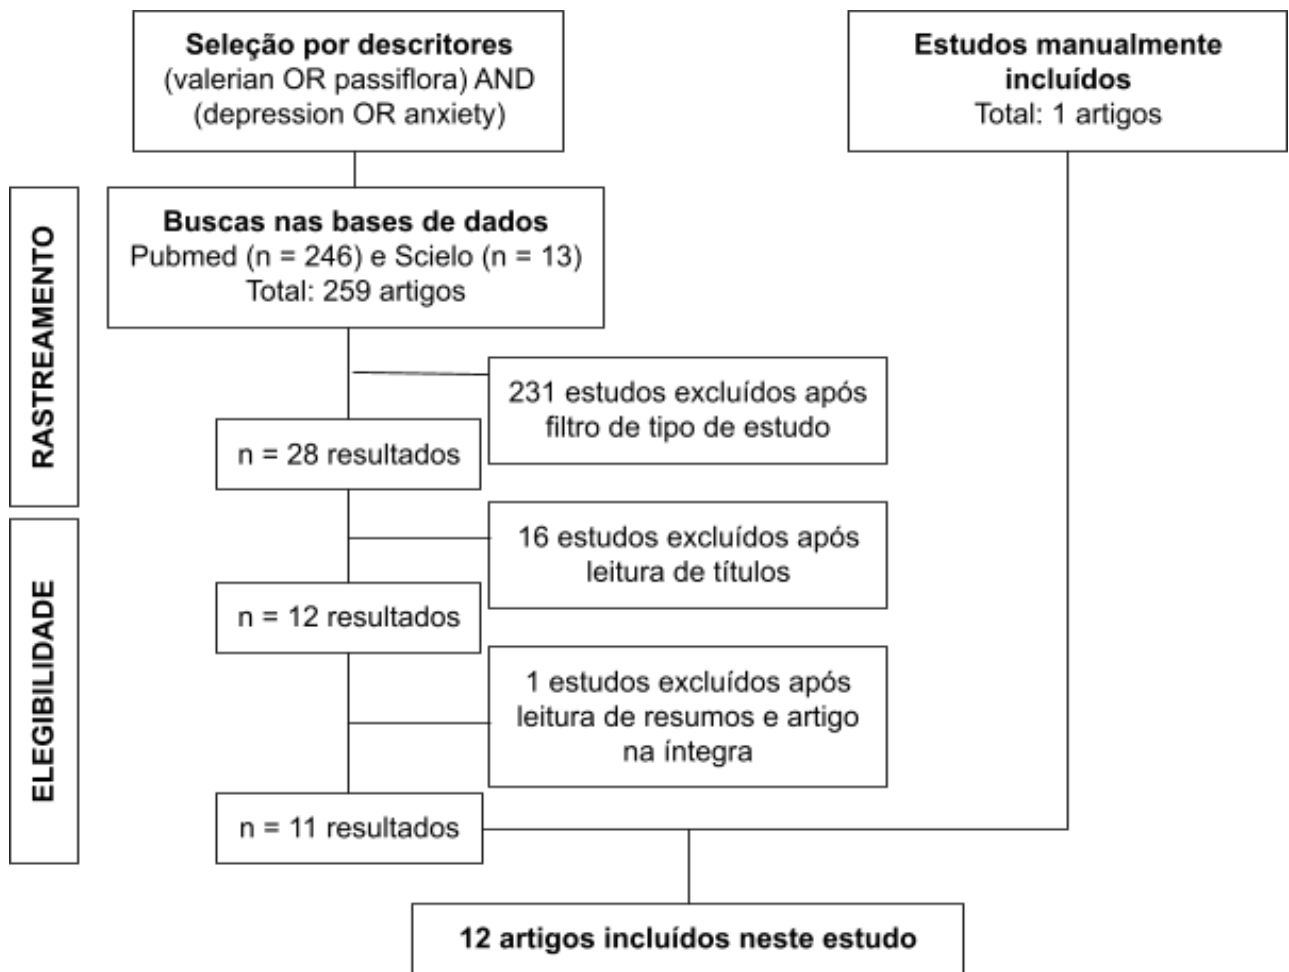 Seleção por descritores
(valerian OR passiflora) AND
(depression OR anxiety)
Estudos manualmente
incluídos
Total: 1 artigos
RASTREAMENTO
Buscas nas bases de dados
Pubmed (n = 246) e Scielo (n = 13)
Total: 259 artigos
231 estudos excluídos após
filtro de tipo de estudo
n = 28 resultados
ELEGIBILIDADE
16 estudos excluídos após
leitura de títulos
n = 12 resultados
1 estudos excluídos após
leitura de resumos e artigo
na íntegra
n = 11 resultados
12 artigos incluídos neste estudo